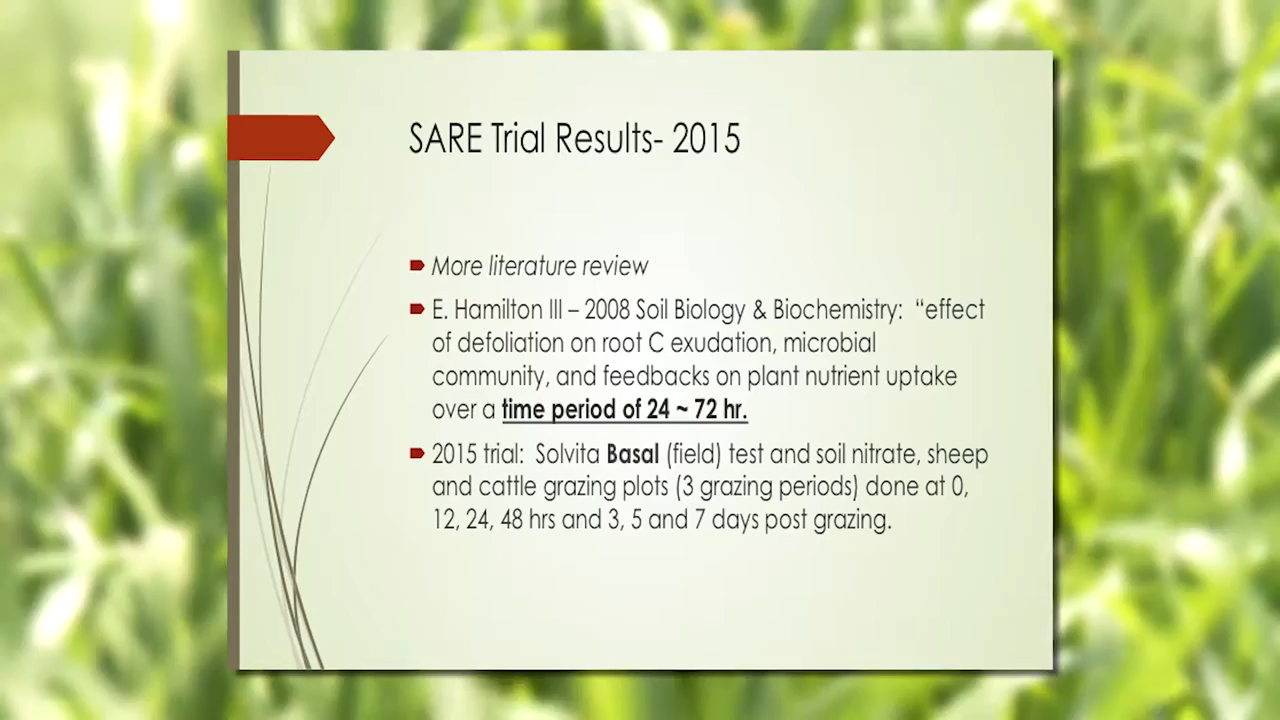 SARE Trial Results- 2015
More literature review
E. Hamilton III – 2008 Soil Biology & Biochemistry: “effect
of defoliation on root C exudation, microbial
community, and feedbacks on plant nutrient uptake
over a time period of 24 ~ 72 hr.
2015 trial: Solvita Basal (field) test and soil nitrate, sheep
and cattle grazing plots (3 grazing periods) done at 0,
12, 24, 48 hrs and 3, 5 and 7 days post grazing.